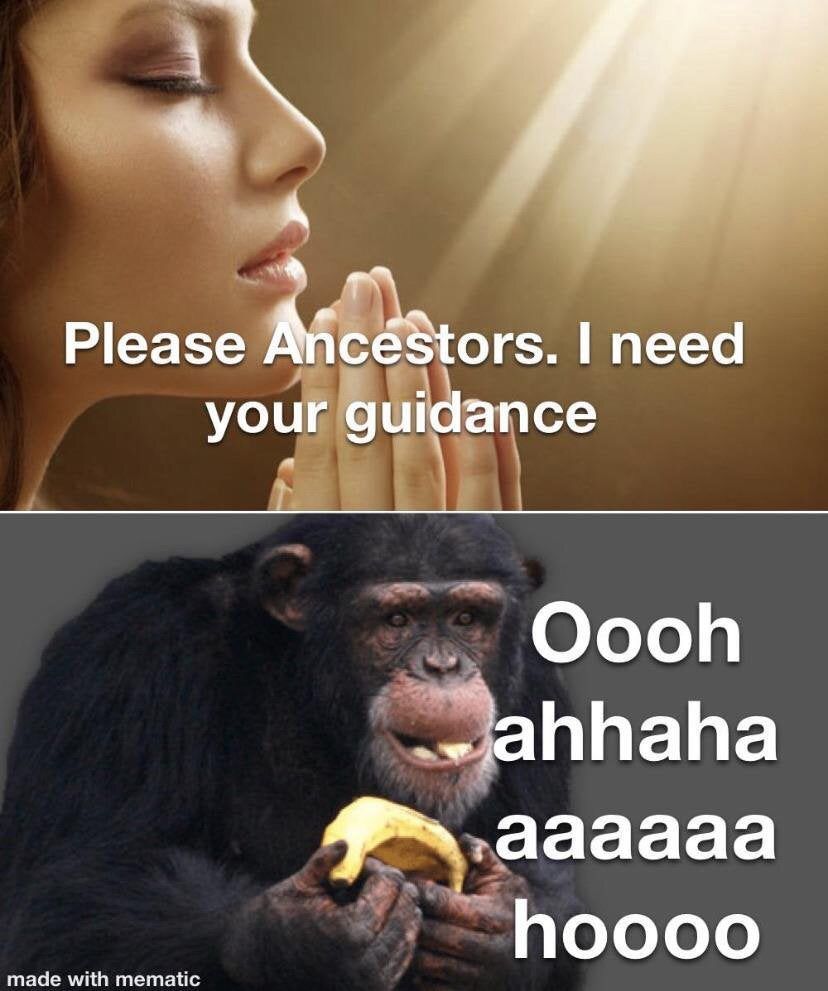 Please Ancestors. I need
your guidance
Oooh
ahhaha
aaaaaa
hoooo
made with mematic